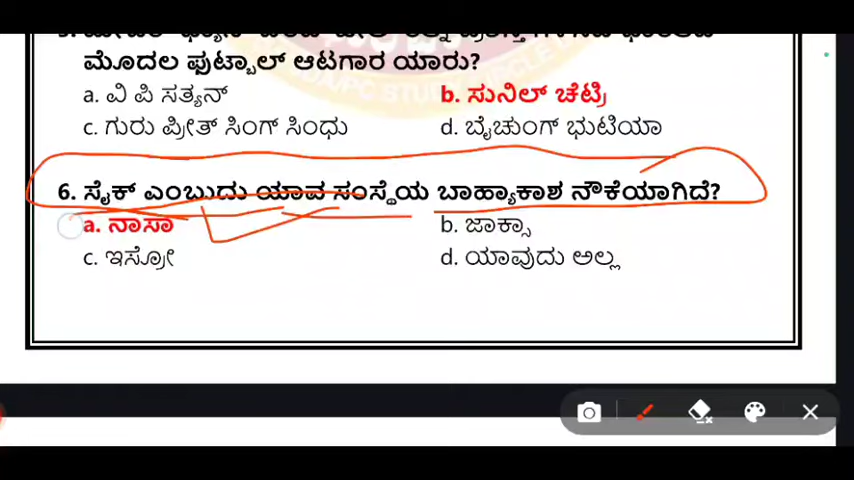 ಮೊದಲ ಫುಟ್ಬಾಲ್ ಆಟಗಾರ ಯಾರು?
a. ವಿ ಪಿ ಸತ್ಯನ್
b. ಸುನಿಲ್ ಚೆಟ್ರಿ
c. ಗುರು ಪ್ರೀತ್ ಸಿಂಗ್ ಸಿಂಧು
d. ಬೈಚುಂಗ್ ಭುಟಿಯಾ
6. ಸೈಕ್ ಎಂಬುದು ಯಾವ ಸಂಸ್ಥೆಯ ಬಾಹ್ಯಾಕಾಶ ನೌಕೆಯಾಗಿದೆ?
a. ನಾಸಾ
b. ಜಾಕ್ಸಾ
c. ಇಸ್ರೋ
d. ಯಾವುದು ಅಲ್ಲ